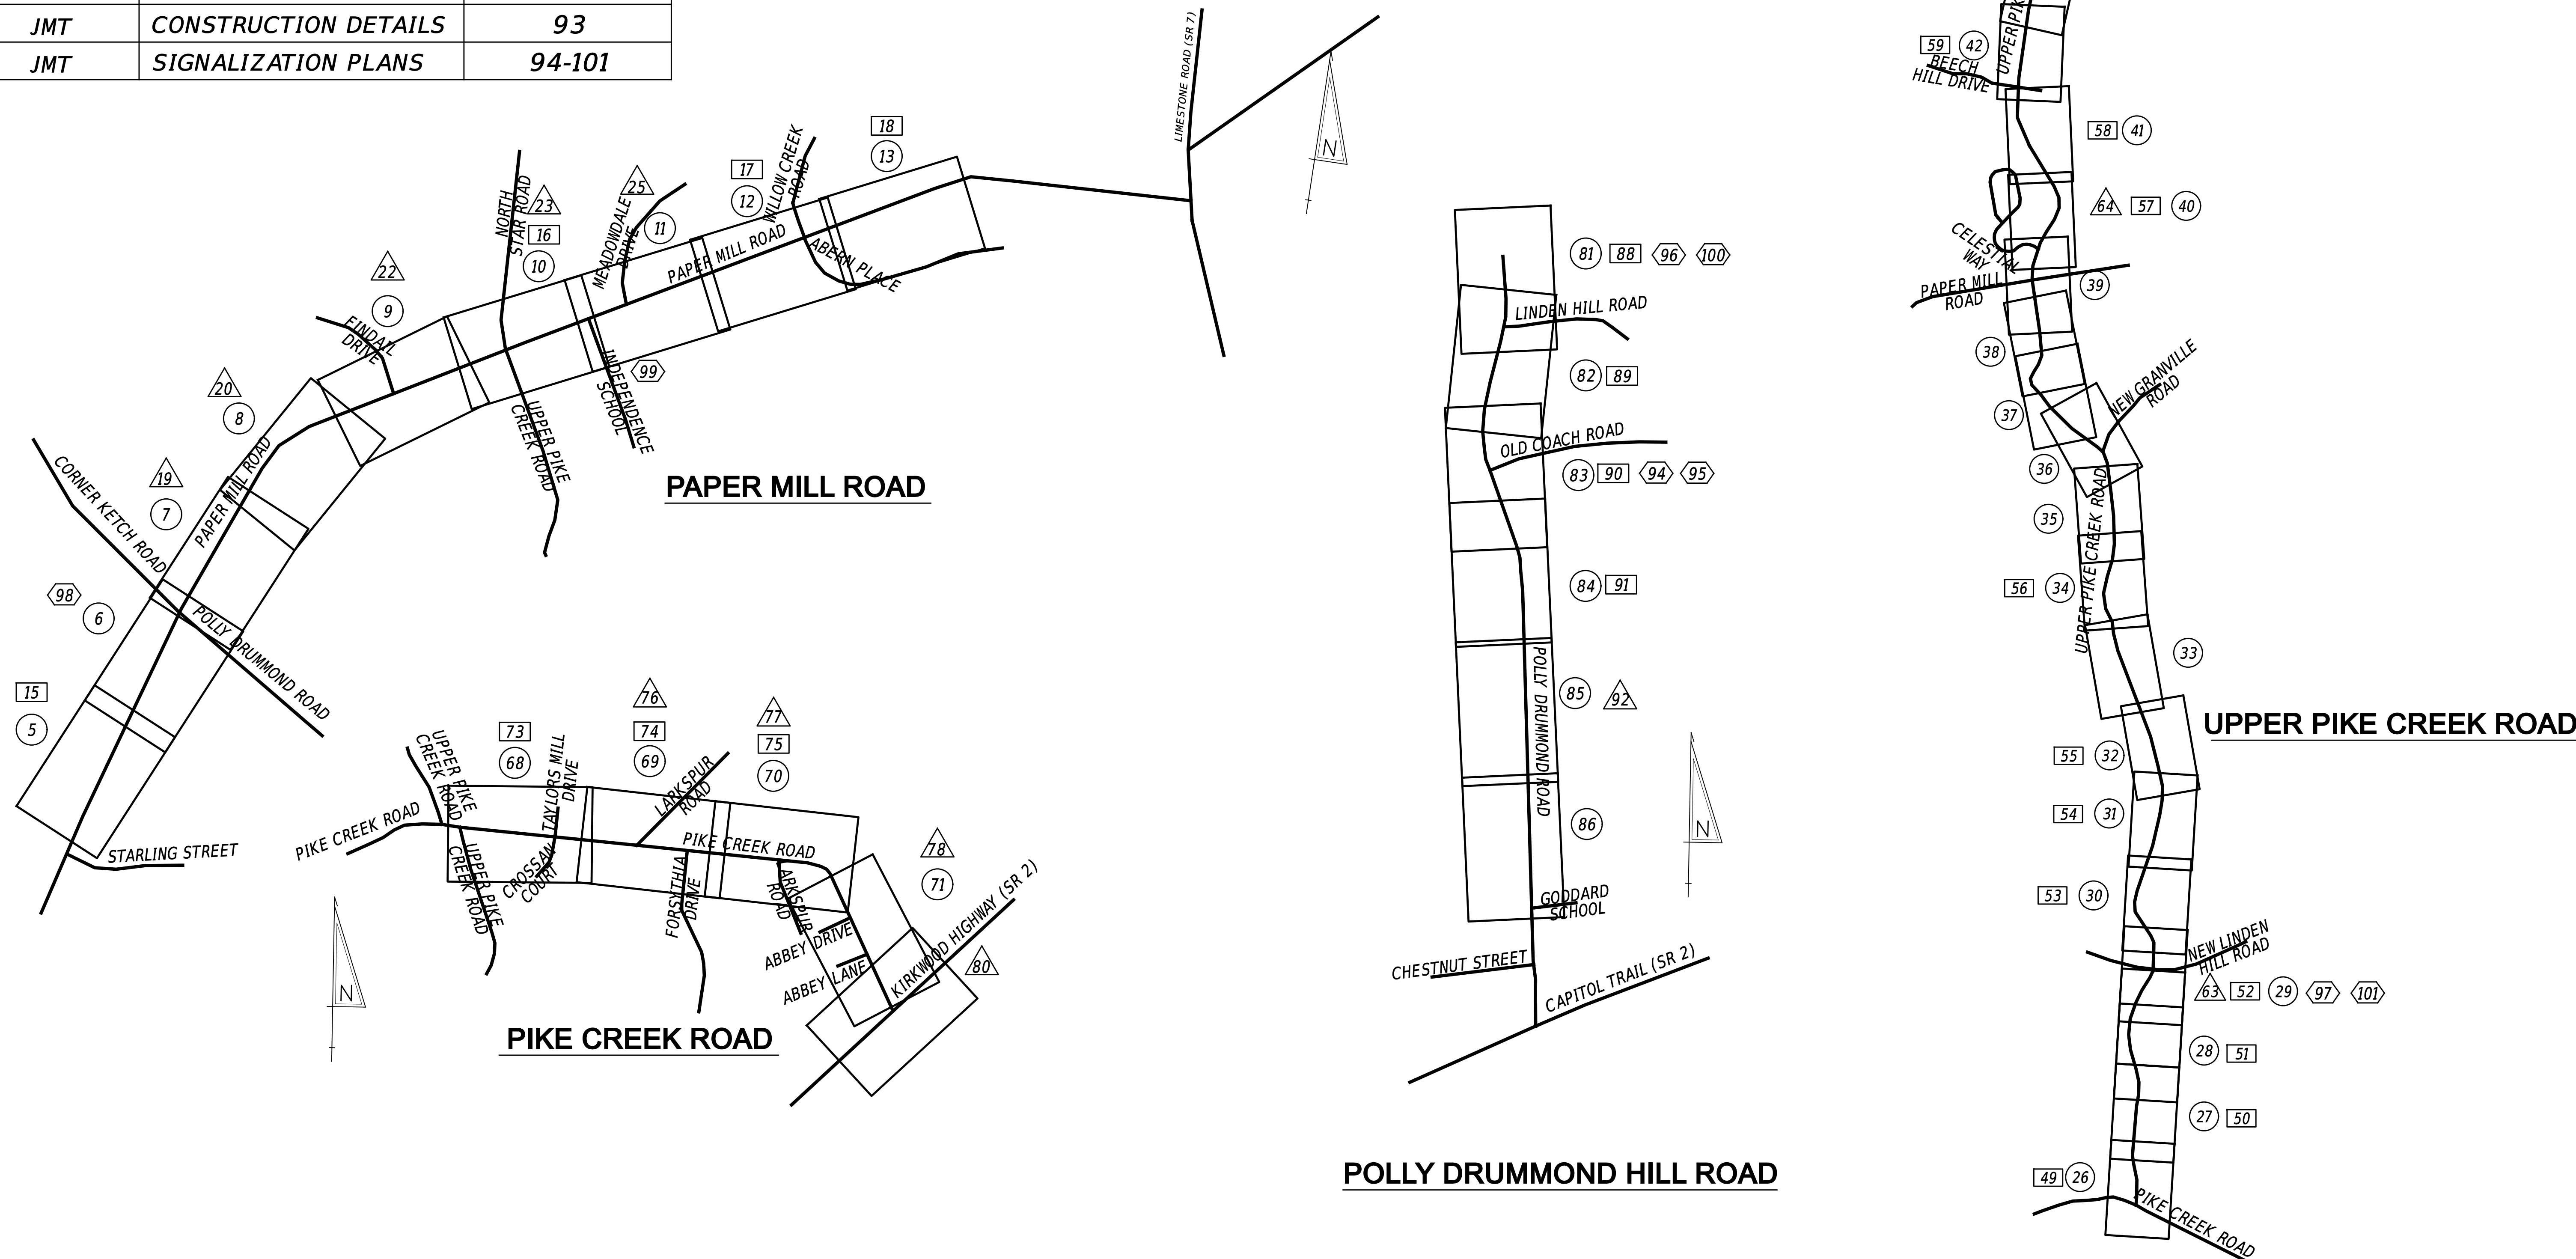 JMT CONSTRUCTION DETAILS 93
JMT SIGNALIZATION PLANS 94-101
LIMESTONE ROAD (SR 7)
N
18
13
17
12
WILLOW CREEK
ROAD
25
11
MEADOWDALE
DRIVE
NORTH
STAR ROAD
23
16
10
PAPER MILL ROAD
ABERN PLACE
22
9
FINDAIL
DRIVE
99
INDEPENDENCE
SCHOOL
UPPER PIKE
CREEK ROAD
20
8
PAPER MILL ROAD
19
7
CORNER KETCH ROAD
PAPER MILL ROAD
98
6
POLLY DRUMMOND ROAD
15
5
STARLING STREET
76
77
73
68
74
69
75
70
UPPER PIKE
CREEK ROAD
TAYLORS MILL
DRIVE
LARKSPUR
ROAD
PIKE CREEK ROAD
PIKE CREEK ROAD
UPPER PIKE
CREEK ROAD
CROSSAN
COURT
FORSYTHIA
DRIVE
LARKSPUR
ROAD
78
71
ABBEY DRIVE
ABBEY LANE
KIRKWOOD HIGHWAY (SR 2)
80
N
PIKE CREEK ROAD
81 88 96 100
LINDEN HILL ROAD
82 89
OLD COACH ROAD
83 90 94 95
84 91
85 92
POLLY DRUMMOND ROAD
86
N
GODDARD
SCHOOL
CHESTNUT STREET
CAPITOL TRAIL (SR 2)
POLLY DRUMMOND HILL ROAD
59 42
BEECH
HILL DRIVE
58 41
64 57 40
CELESTIAL
WAY
PAPER MILL
ROAD
39
38
NEW GRANVILLE
ROAD
37
36
35
UPPER PIKE CREEK ROAD
56 34
33
UPPER PIKE CREEK ROAD
55 32
54 31
53 30
NEW LINDEN
HILL ROAD
63 52 29 97 101
28 51
27 50
49 26
PIKE CREEK ROAD